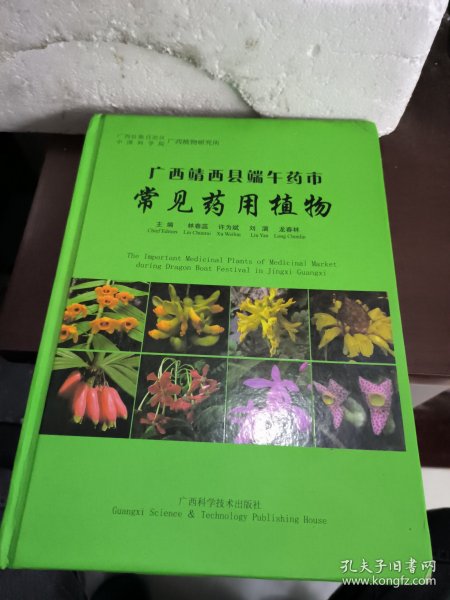 广西壮族自治区
中国科学院
广西植物研究所
广西靖西县端午药市
常见药用植物
主编 林春蕊 许为斌 刘演 龙春林
Chief Editors Lin Chunrui Xu Weibin Liu Yan Long Chunlin
The Important Medicinal Plants of Medicinal Market
during Dragon Boat Festival in Jingxi Guangxi
广西科学技术出版社
Guangxi Science & Technology Publishing House
孔夫子旧书网
www.kongfz.com